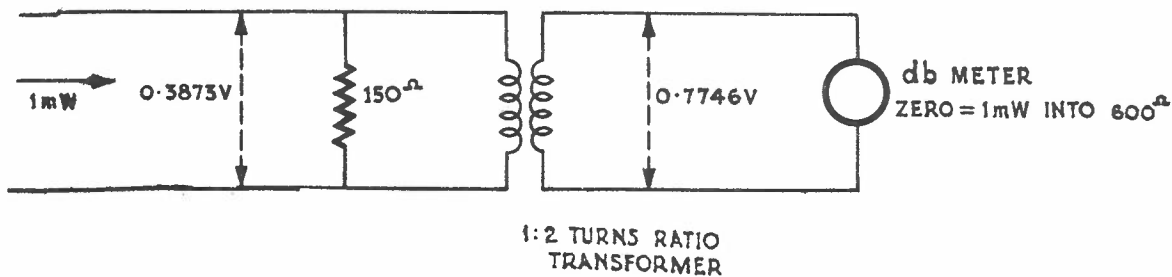 1mW
0·3873V
150Ω
0·7746V
db METER
ZERO = 1mW INTO 600Ω
1:2 TURNS RATIO
TRANSFORMER